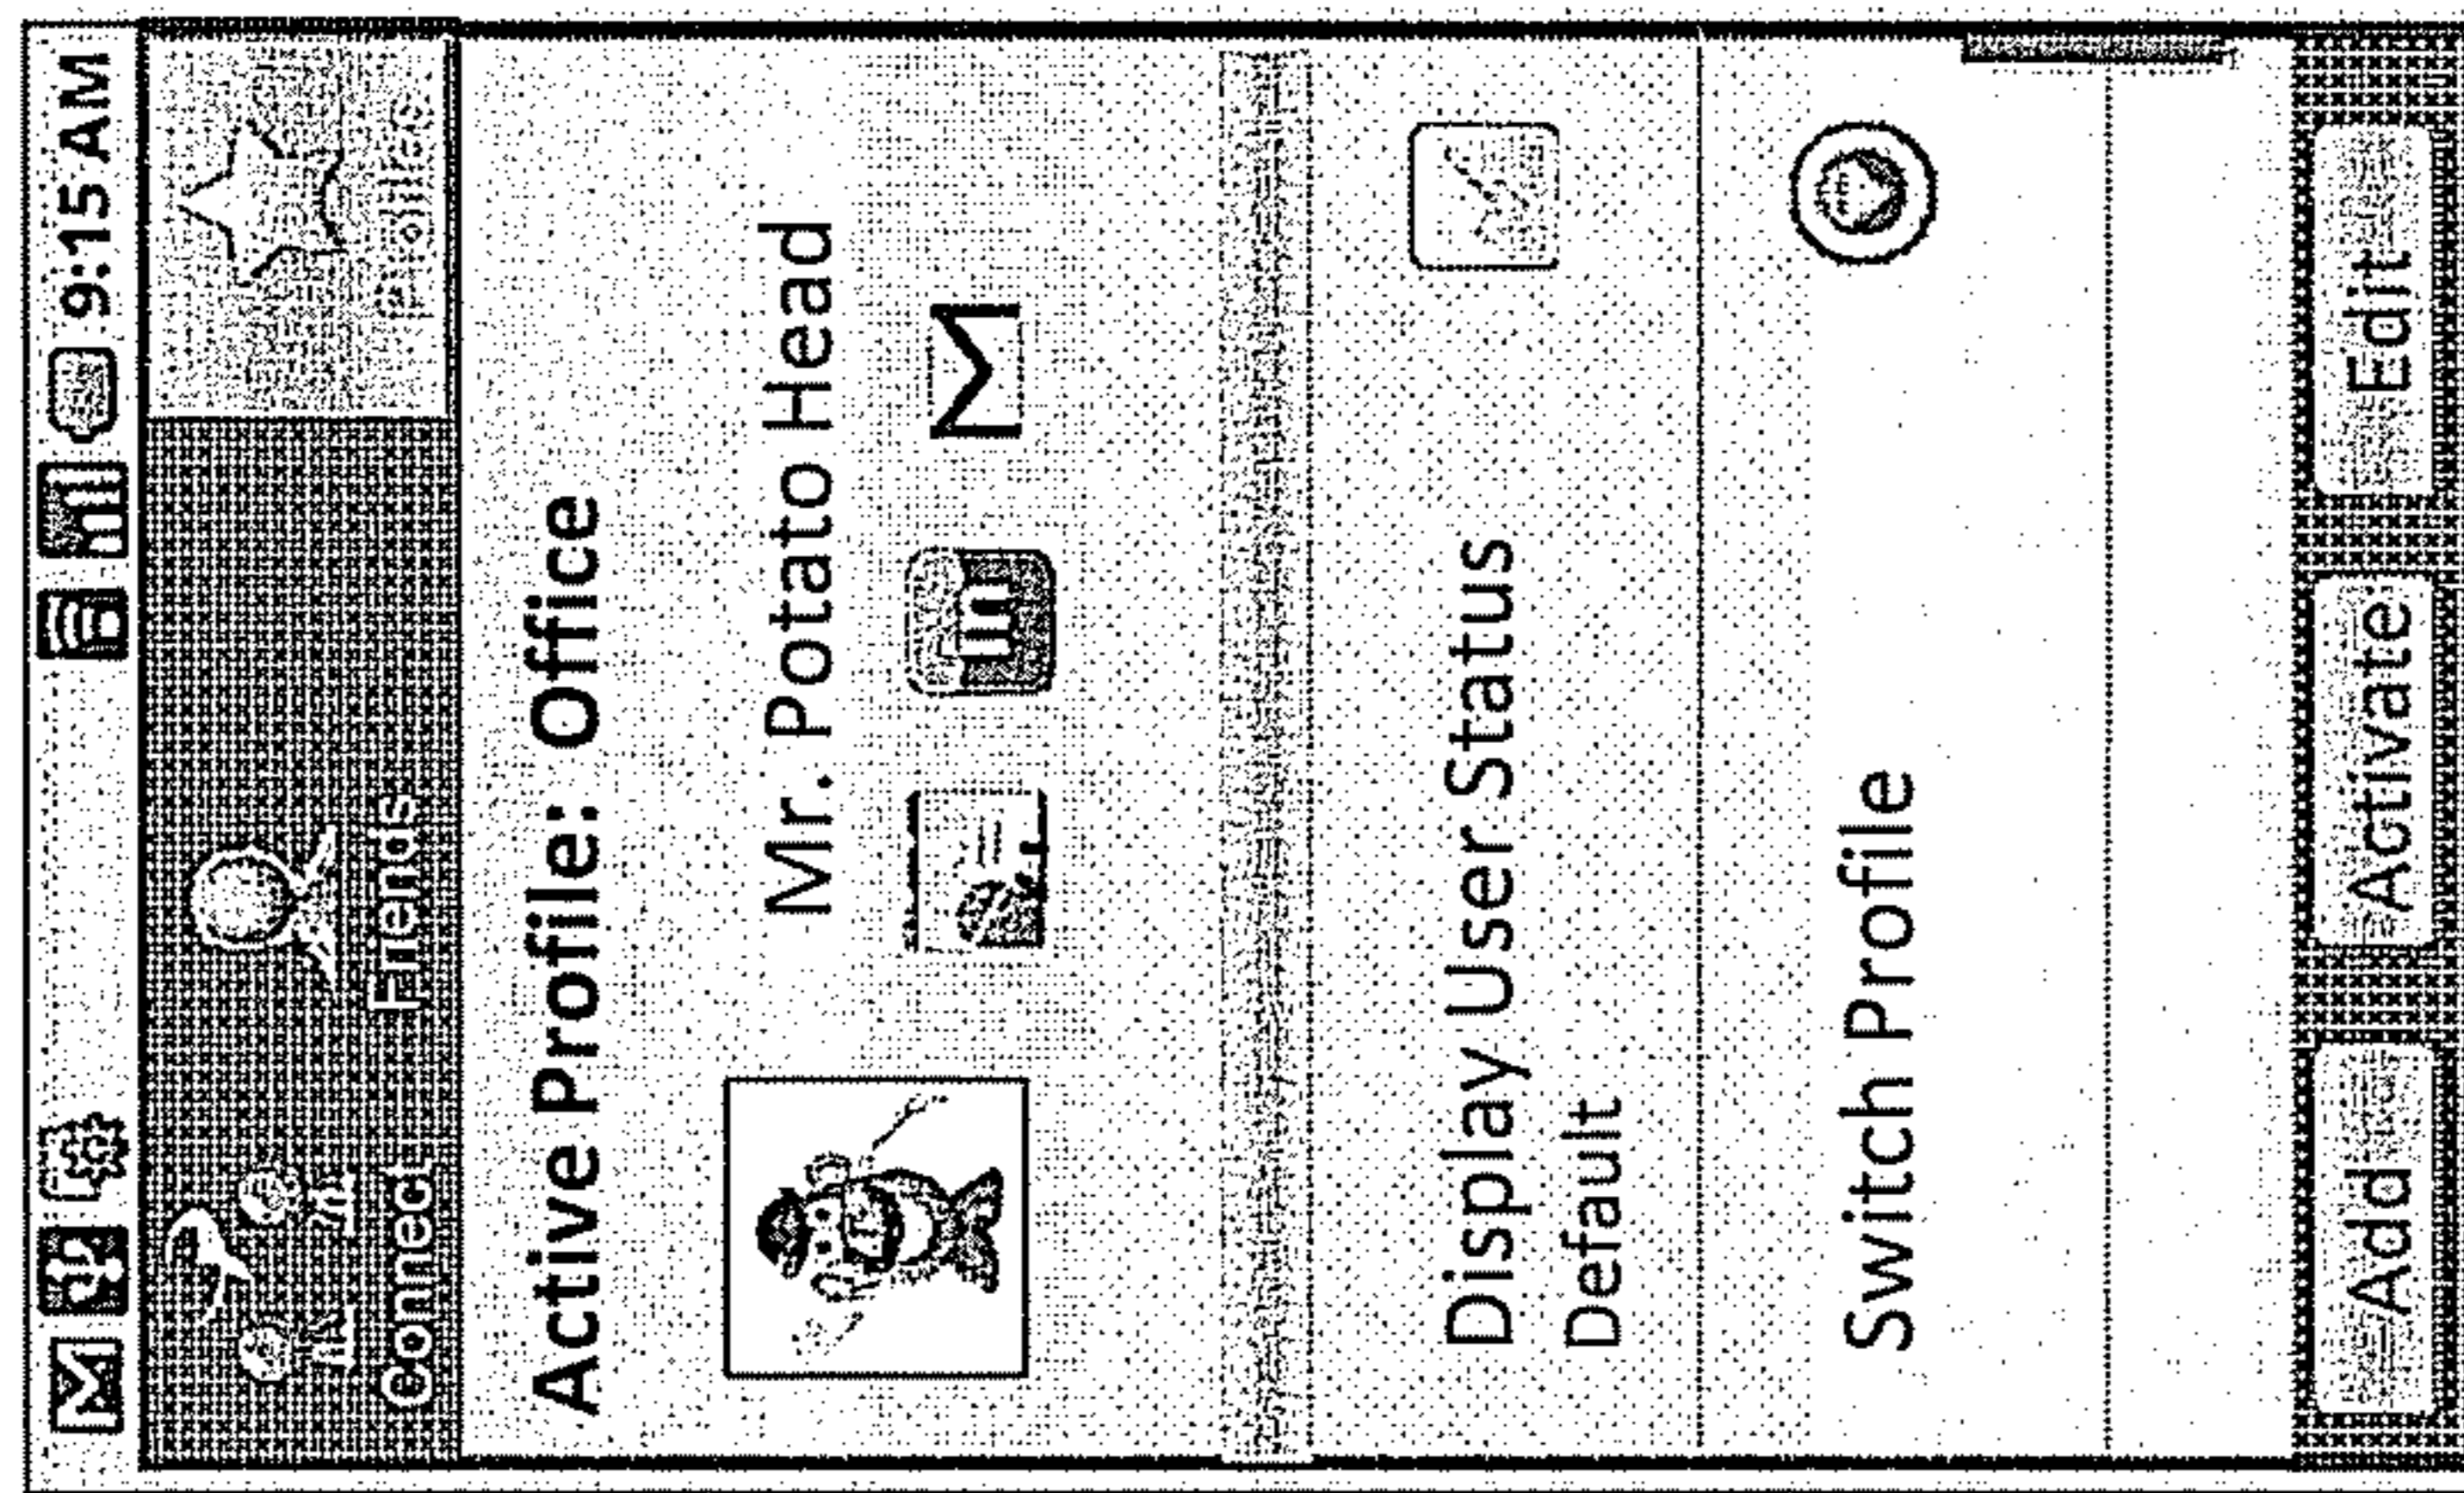 9:15 AM
Connect Friends Profiles
Active Profile: Office
Mr. Potato Head
Σ
Display User Status
Default
Switch Profile
Add Activate Edit